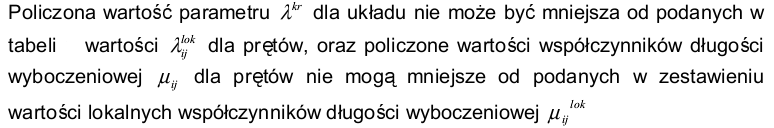 Policzona wartość parametru λ^kr dla układu nie może być mniejsza od podanych w
tabeli wartości λ_ij^lok dla prętów, oraz policzone wartości współczynników długości
wyboczeniowej μ_ij dla prętów nie mogą mniejsze od podanych w zestawieniu
wartości lokalnych współczynników długości wyboczeniowej μ_ij^lok